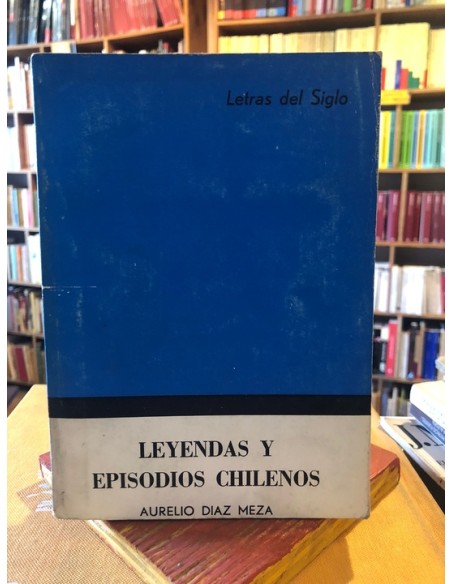 Letras del Siglo
LEYENDAS Y
EPISODIOS CHILENOS
AURELIO DIAZ MEZA